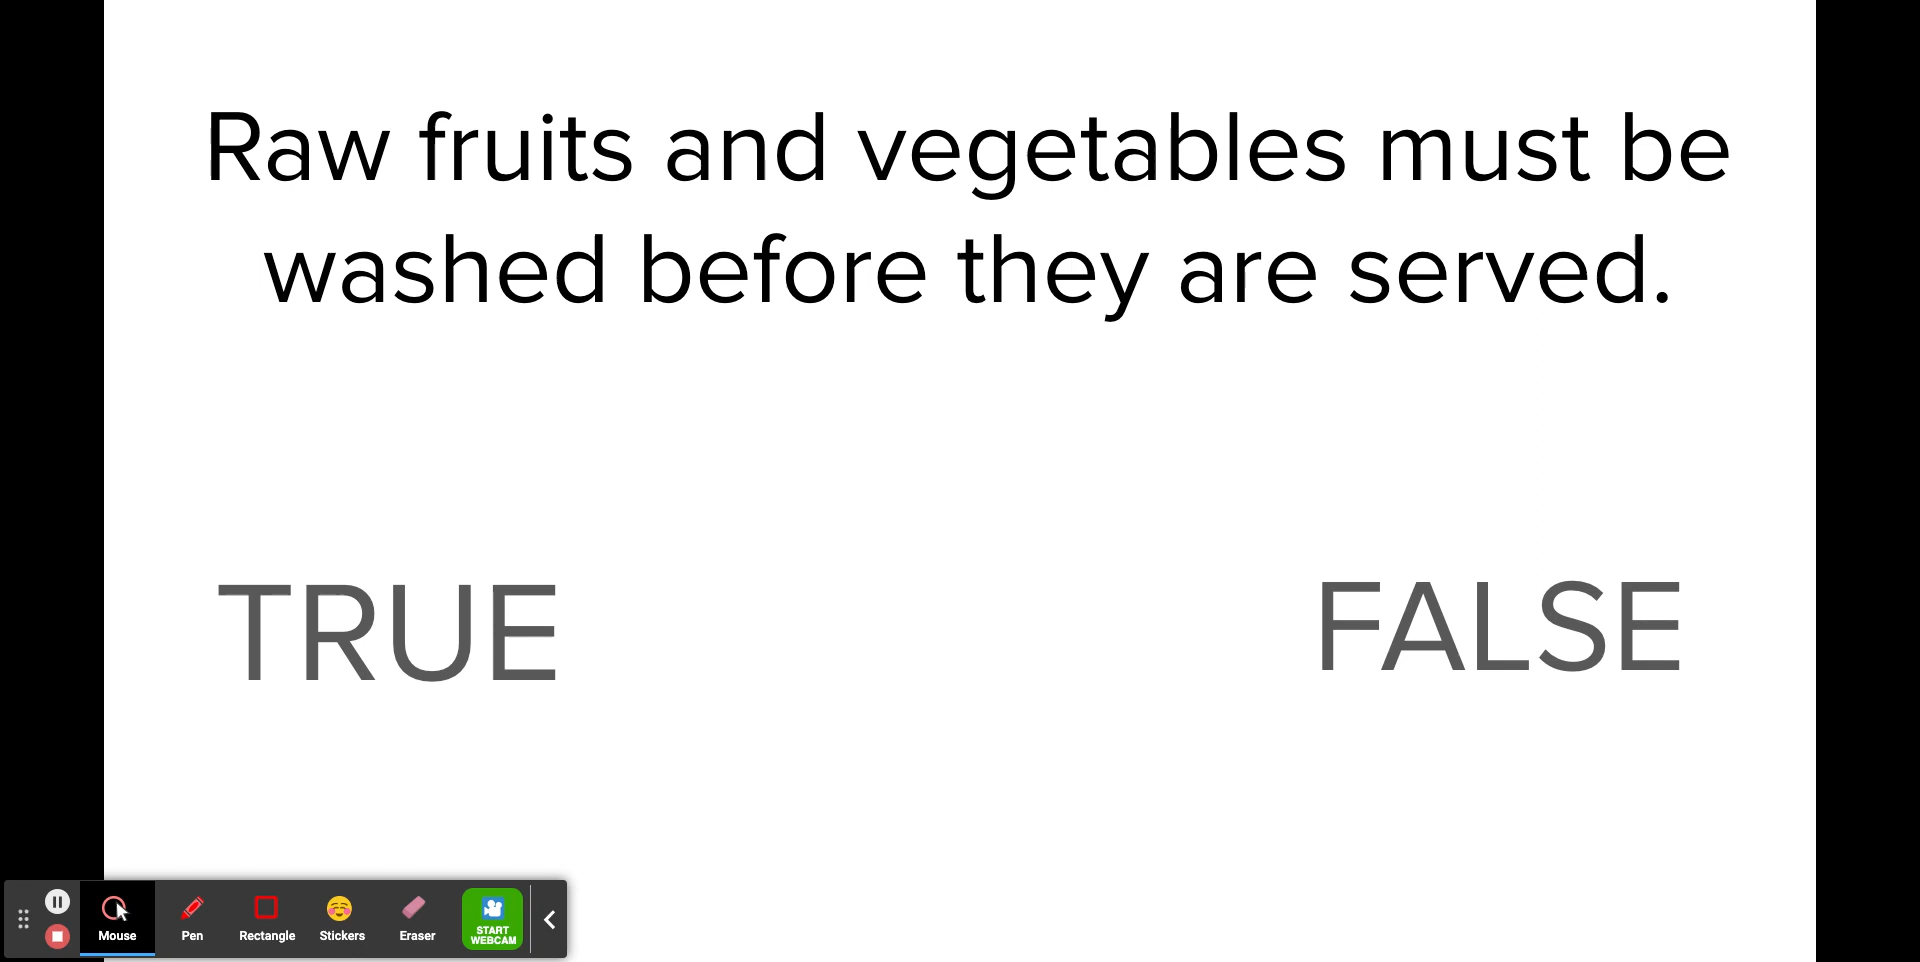 Raw fruits and vegetables must be
washed before they are served.
TRUE
FALSE
Mouse
Pen
Rectangle
Stickers
Eraser
START
WEBCAM